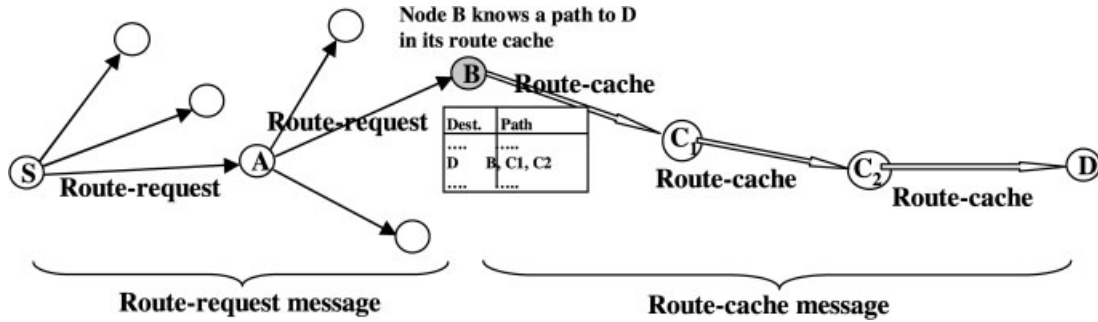 Node B knows a path to D
in its route cache
B
Route-cache
Route-request
Dest. Path
.... .....
D B, C1, C2
.... .....
S
A
C1
C2
D
Route-request
Route-cache
Route-cache
Route-request message
Route-cache message